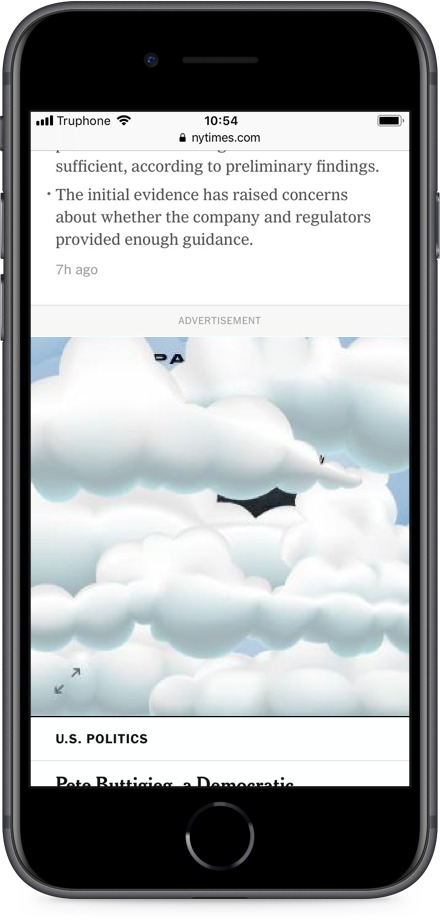 Truphone
10:54
nytimes.com
sufficient, according to preliminary findings.
• The initial evidence has raised concerns
about whether the company and regulators
provided enough guidance.
7h ago
ADVERTISEMENT
PA
U.S. POLITICS
Pete Buttigieg, a Democratic